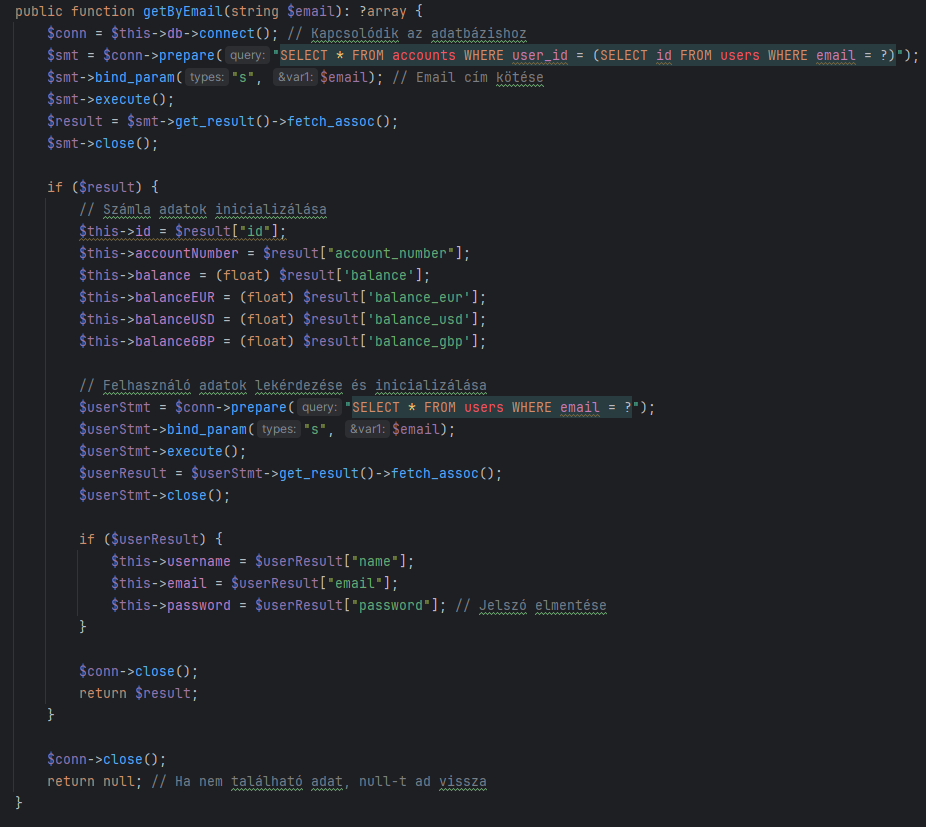 public function getByEmail(string $email): ?array {
$conn = $this->db->connect(); // Kapcsolódik az adatbázishoz
$smt = $conn->prepare( query: "SELECT * FROM accounts WHERE user_id = (SELECT id FROM users WHERE email = ?)");
$smt->bind_param( types: "s", &var1: $email); // Email cím kötése
$smt->execute();
$result = $smt->get_result()->fetch_assoc();
$smt->close();
if ($result) {
// Számla adatok inicializálása
$this->id = $result["id"];
$this->accountNumber = $result["account_number"];
$this->balance = (float) $result['balance'];
$this->balanceEUR = (float) $result['balance_eur'];
$this->balanceUSD = (float) $result['balance_usd'];
$this->balanceGBP = (float) $result['balance_gbp'];
// Felhasználó adatok lekérdezése és inicializálása
$userStmt = $conn->prepare( query: "SELECT * FROM users WHERE email = ?");
$userStmt->bind_param( types: "s", &var1: $email);
$userStmt->execute();
$userResult = $userStmt->get_result()->fetch_assoc();
$userStmt->close();
if ($userResult) {
$this->username = $userResult["name"];
$this->email = $userResult["email"];
$this->password = $userResult["password"]; // Jelszó elmentése
}
$conn->close();
return $result;
}
$conn->close();
return null; // Ha nem található adat, null-t ad vissza
}